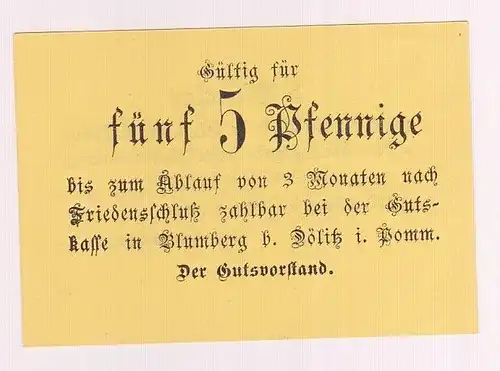 Gültig für
fünf 5 Pfennige
bis zum Ablauf von 3 Monaten nach
Friedensschluß zahlbar bei der Guts-
kasse in Blumberg b. Dölitz i. Pomm.
Der Gutsvorstand.